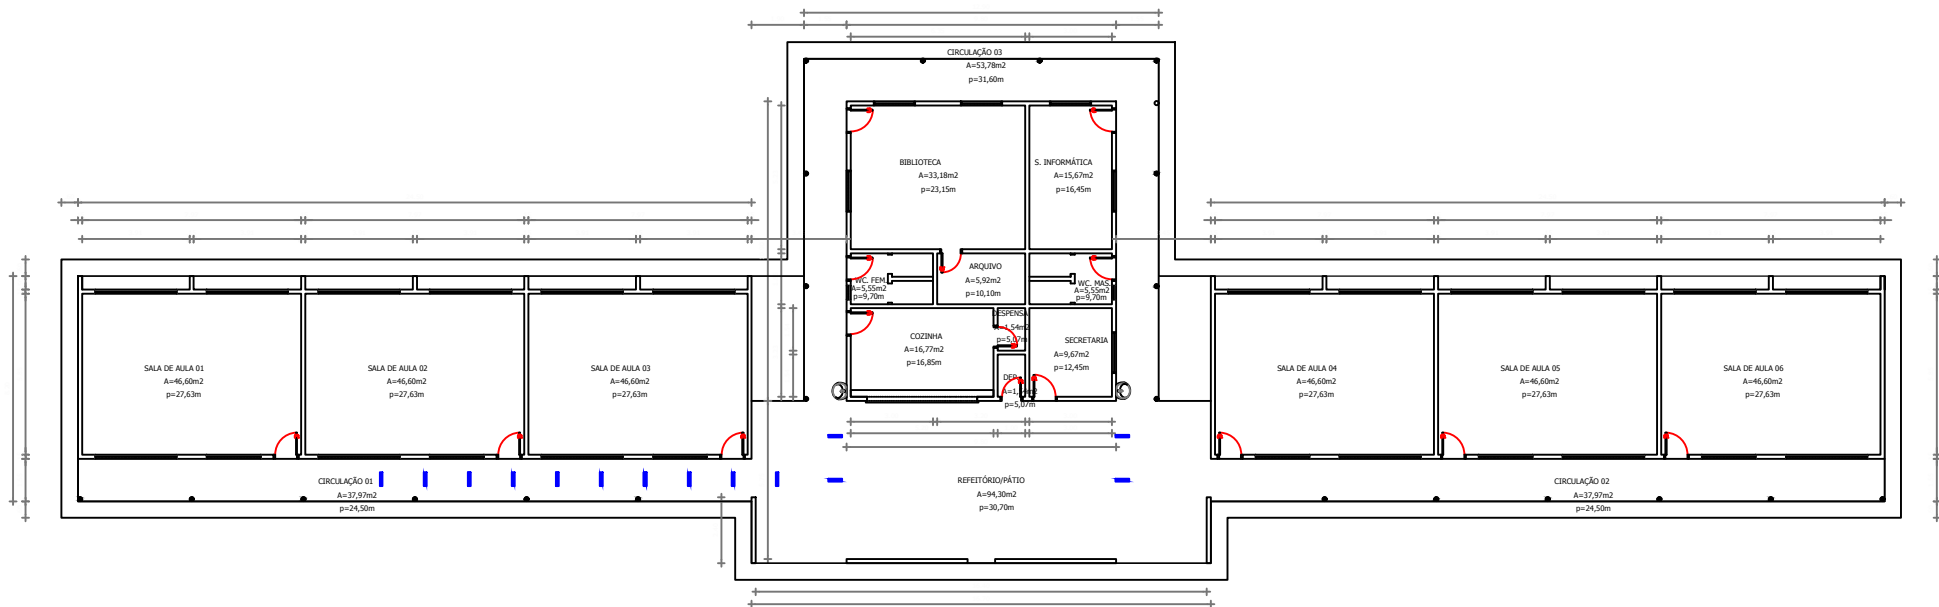 CIRCULAÇÃO 03
A=53,78m2
p=31,60m
BIBLIOTECA
A=33,18m2
p=23,15m
S. INFORMÁTICA
A=15,67m2
p=16,45m
ARQUIVO
A=5,92m2
p=10,10m
WC. FEM.
A=5,55m2
p=9,70m
WC. MAS.
A=5,55m2
p=9,70m
DESPENSA
A=1,54m2
p=5,07m
COZINHA
A=16,77m2
p=16,85m
SECRETARIA
A=9,67m2
p=12,45m
DEP.
p=5,07m
SALA DE AULA 01
A=46,60m2
p=27,63m
SALA DE AULA 02
A=46,60m2
p=27,63m
SALA DE AULA 03
A=46,60m2
p=27,63m
SALA DE AULA 04
A=46,60m2
p=27,63m
SALA DE AULA 05
A=46,60m2
p=27,63m
SALA DE AULA 06
A=46,60m2
p=27,63m
CIRCULAÇÃO 01
A=37,97m2
p=24,50m
REFEITÓRIO/PÁTIO
A=94,30m2
p=30,70m
CIRCULAÇÃO 02
A=37,97m2
p=24,50m